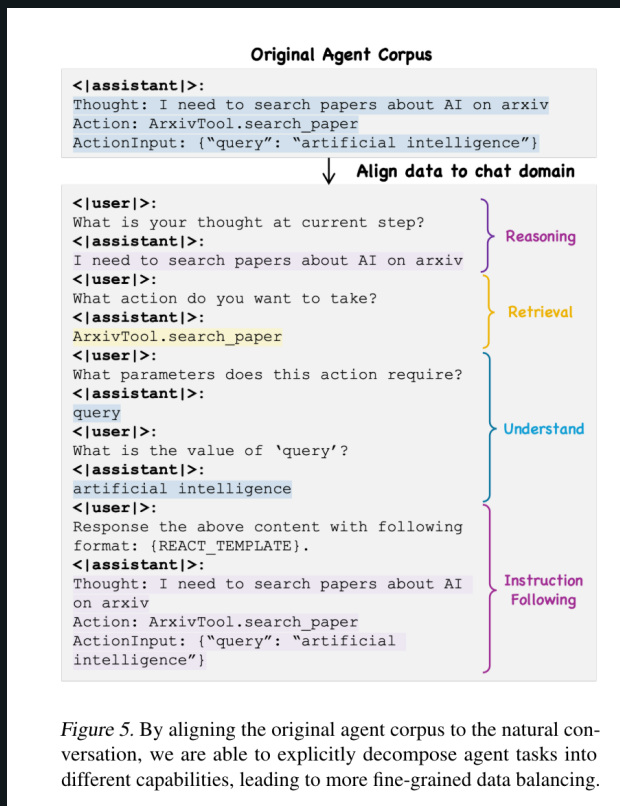 Original Agent Corpus
<|assistant|>:
Thought: I need to search papers about AI on arxiv
Action: ArxivTool.search_paper
ActionInput: {“query”: “artificial intelligence”}
Align data to chat domain
<|user|>:
What is your thought at current step?
<|assistant|>:
I need to search papers about AI on arxiv
Reasoning
<|user|>:
What action do you want to take?
<|assistant|>:
ArxivTool.search_paper
Retrieval
<|user|>:
What parameters does this action require?
<|assistant|>:
query
<|user|>:
What is the value of ‘query’?
<|assistant|>:
artificial intelligence
Understand
<|user|>:
Response the above content with following
format: {REACT_TEMPLATE}.
<|assistant|>:
Thought: I need to search papers about AI
on arxiv
Action: ArxivTool.search_paper
ActionInput: {“query”: “artificial
intelligence”}
Instruction
Following
Figure 5. By aligning the original agent corpus to the natural con-
versation, we are able to explicitly decompose agent tasks into
different capabilities, leading to more fine-grained data balancing.